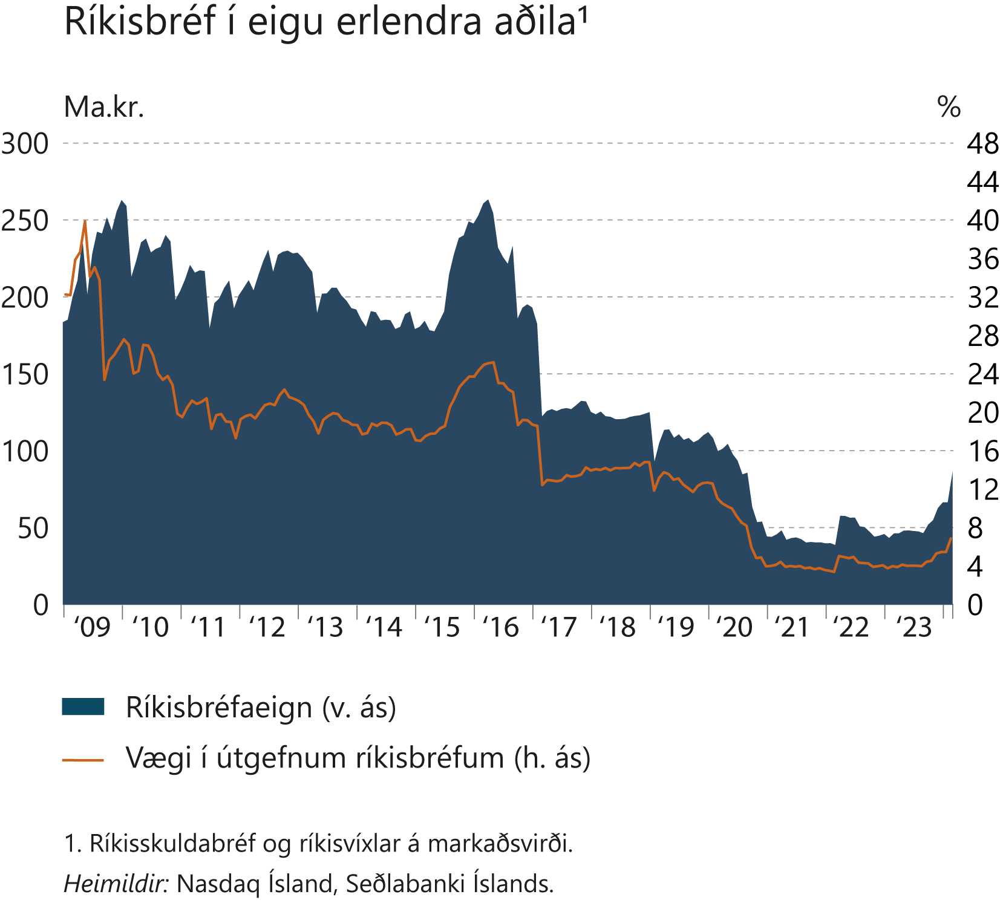 Ríkisbréf í eigu erlendra aðila¹
Ma.kr. %
300 48
44
250 40
36
200 32
28
150 24
20
100 16
12
50 8
4
0 0
‘09 ‘10 ‘11 ‘12 ‘13 ‘14 ‘15 ‘16 ‘17 ‘18 ‘19 ‘20 ‘21 ‘22 ‘23
Ríkisbréfaeign (v. ás)
Vægi í útgefnum ríkisbréfum (h. ás)
1. Ríkisskuldabréf og ríkisvíxlar á markaðsvirði.
Heimildir: Nasdaq Ísland, Seðlabanki Íslands.